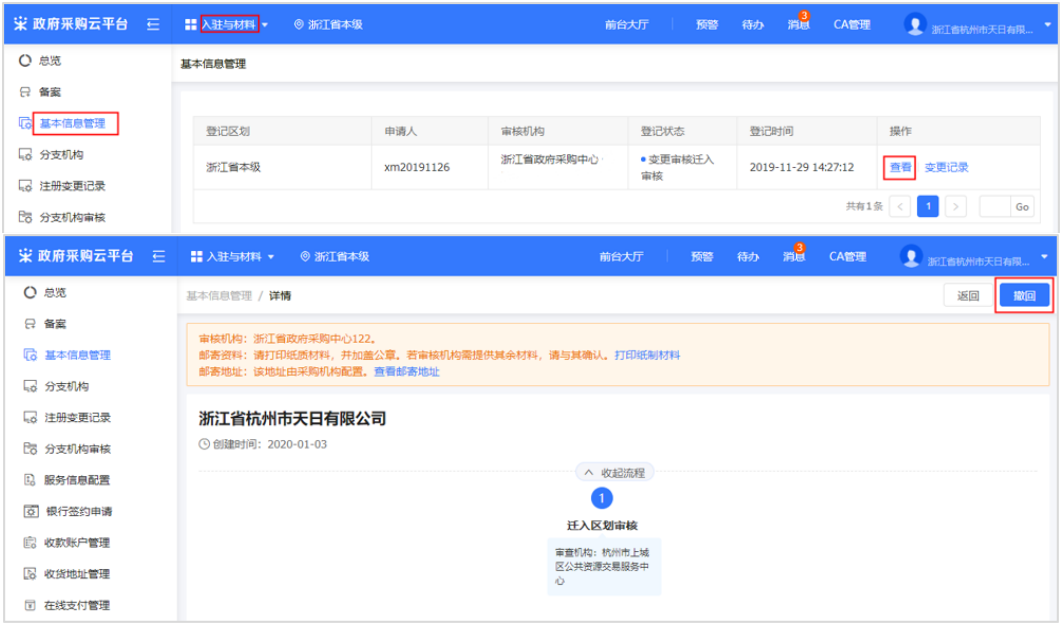 政府采购云平台 入驻与材料 浙江省本级 前台大厅 预警 待办 消息 3 CA管理 浙江省杭州市天日有限...
总览
基本信息管理
备案
基本信息管理
登记区划 申请人 审核机构 登记状态 登记时间 操作
分支机构
浙江省本级 xm20191126 浙江省政府采购中心 变更审核迁入 2019-11-29 14:27:12 查看 变更记录
审核
注册变更记录
共有1条 < 1 > Go
分支机构审核
政府采购云平台 入驻与材料 浙江省本级 前台大厅 预警 待办 消息 3 CA管理 浙江省杭州市天日有限...
总览
基本信息管理 / 详情 返回 撤回
备案
审核机构：浙江省政府采购中心122。
基本信息管理
邮寄资料：请打印纸质材料，并加盖公章。若审核机构需提供其余材料，请与其确认。打印纸制材料
邮寄地址：该地址由采购机构配置。查看邮寄地址
分支机构
注册变更记录
浙江省杭州市天日有限公司
创建时间：2020-01-03
分支机构审核
收起流程
服务信息配置
1
银行签约申请
迁入区划审核
收款账户管理
审查机构：杭州市上城
区公共资源交易服务中
心
收货地址管理
在线支付管理